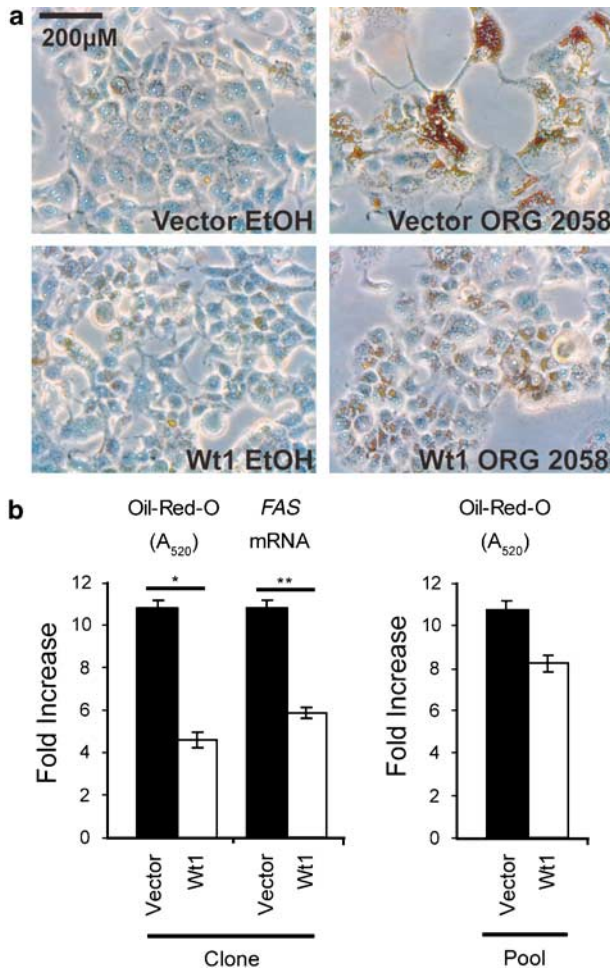 a
200μM
Vector EtOH
Vector ORG 2058
Wt1 EtOH
Wt1 ORG 2058
b
Oil-Red-O
(A520)
FAS
mRNA
Oil-Red-O
(A520)
*
**
Fold Increase
12
10
8
6
4
2
0
Vector
Wt1
Vector
Wt1
Clone
Fold Increase
12
10
8
6
4
2
0
Vector
Wt1
Pool